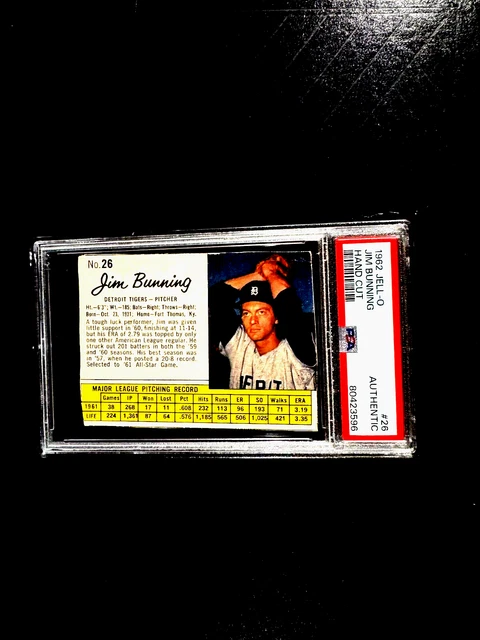 No. 26
Jim Bunning
DETROIT TIGERS — PITCHER
Ht.-6'3"; Wt.-185; Bats-Right; Throws-Right;
Born-Oct. 23, 1931; Home-Fort Thomas, Ky.
A tough luck performer, Jim was given
little support in '60, finishing at 11-14,
but his ERA of 2.79 was topped by only
one other American League regular. He
struck out 201 batters in both the '59
and '60 seasons. His best season was
in '57, when he posted a 20-8 record.
Selected to '61 All-Star Game.
B
MAJOR LEAGUE PITCHING RECORD
Games IP Won Lost Pct Hits Runs ER SO Walks ERA
1961 38 268 17 11 .608 232 113 96 193 71 3.19
LIFE 224 1,361 87 64 .576 1,185 565 506 1,025 421 3.35
1962 JELL-O
JIM BUNNING
HAND CUT
#26
AUTHENTIC
80423596
PSA